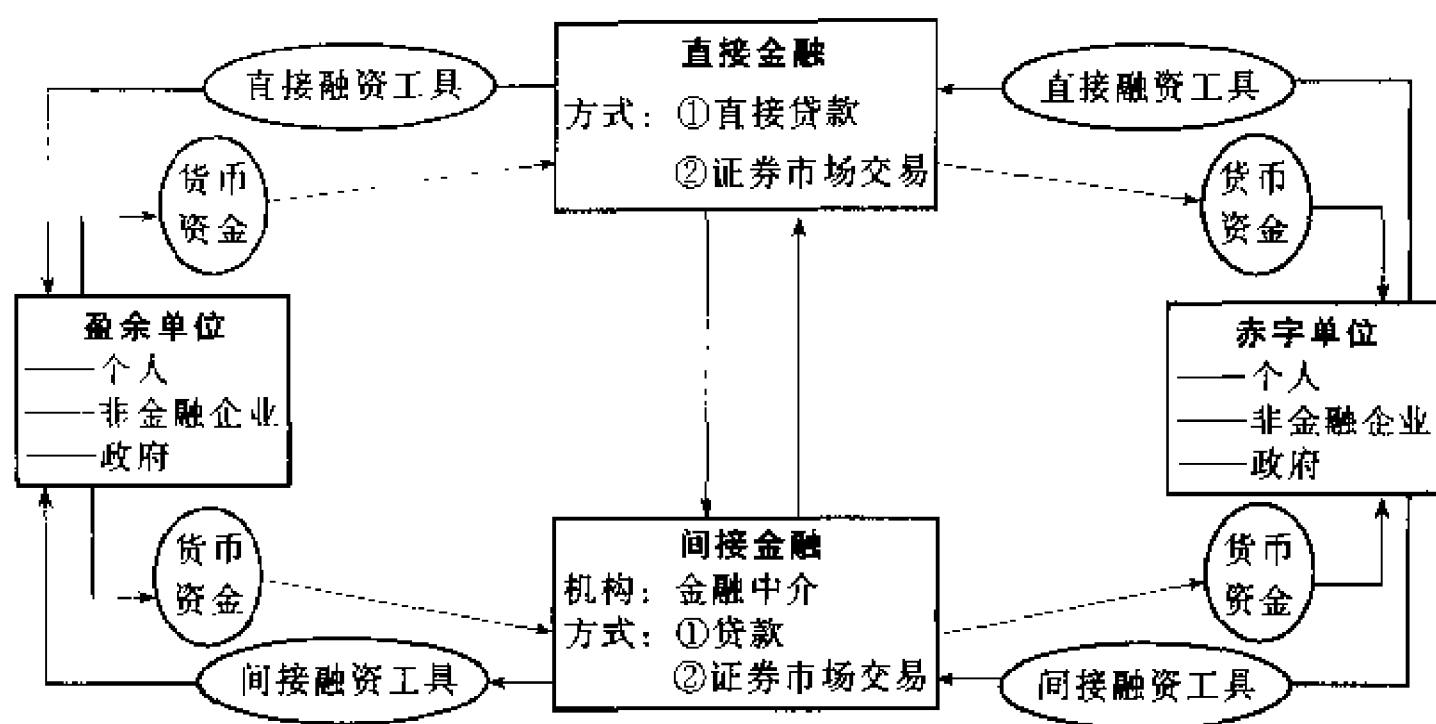 直接金融
方式：①直接贷款
②证券市场交易
直接融资工具
直接融资工具
货币
资金
货币
资金
盈余单位
——个人
——非金融企业
——政府
赤字单位
——个人
——非金融企业
——政府
货币
资金
货币
资金
间接金融
机构：金融中介
方式：①贷款
②证券市场交易
间接融资工具
间接融资工具